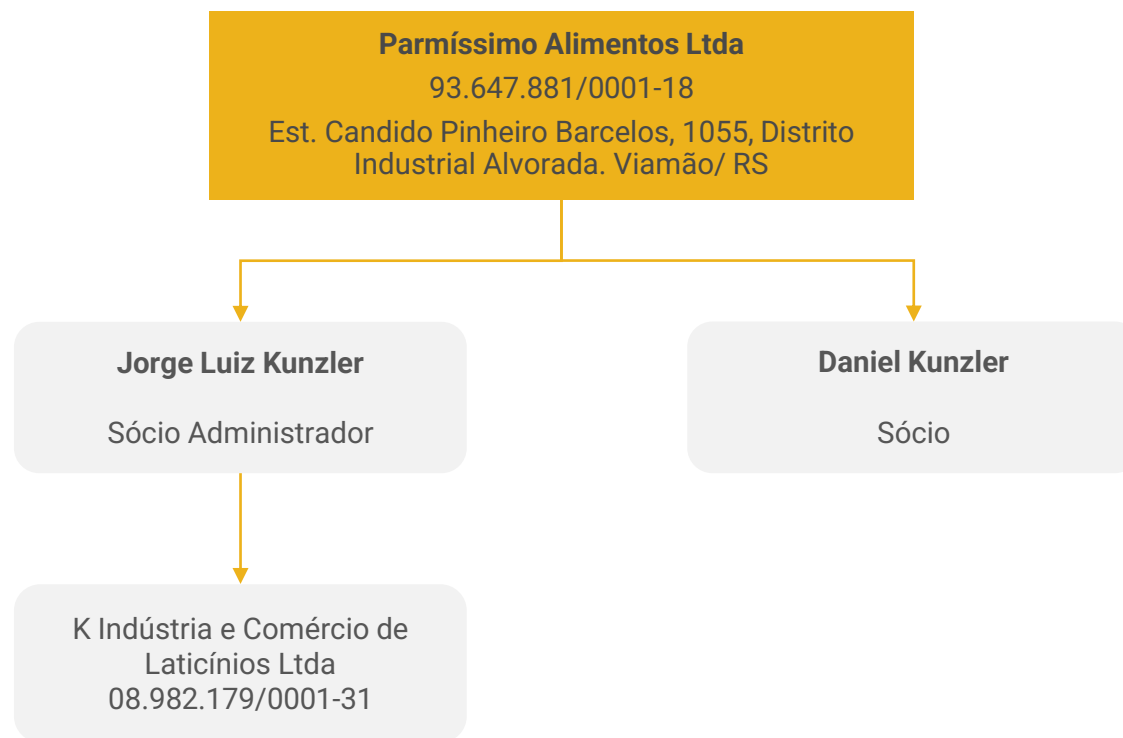 Parmíssimo Alimentos Ltda
93.647.881/0001-18
Est. Candido Pinheiro Barcelos, 1055, Distrito
Industrial Alvorada. Viamão/ RS
Jorge Luiz Kunzler
Sócio Administrador
Daniel Kunzler
Sócio
K Indústria e Comércio de
Laticínios Ltda
08.982.179/0001-31